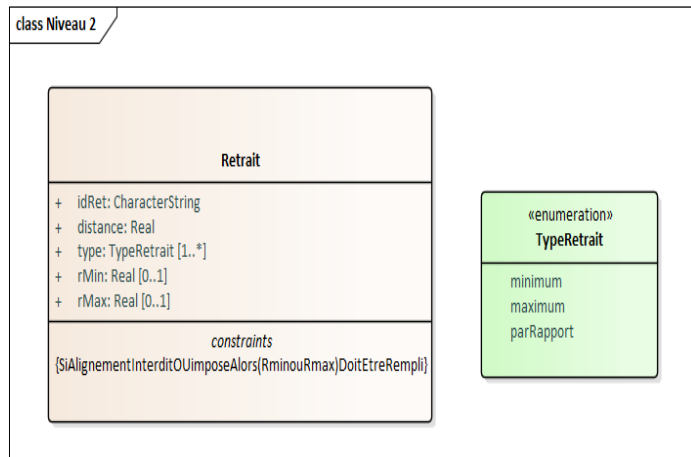 class Niveau 2
Retrait
+ idRet: CharacterString
+ distance: Real
+ type: TypeRetrait [1..*]
+ rMin: Real [0..1]
+ rMax: Real [0..1]
constraints
{SiAlignementInterditOUimposeAlors(RminouRmax)DoitEtreRempli}
«enumeration»
TypeRetrait
minimum
maximum
parRapport